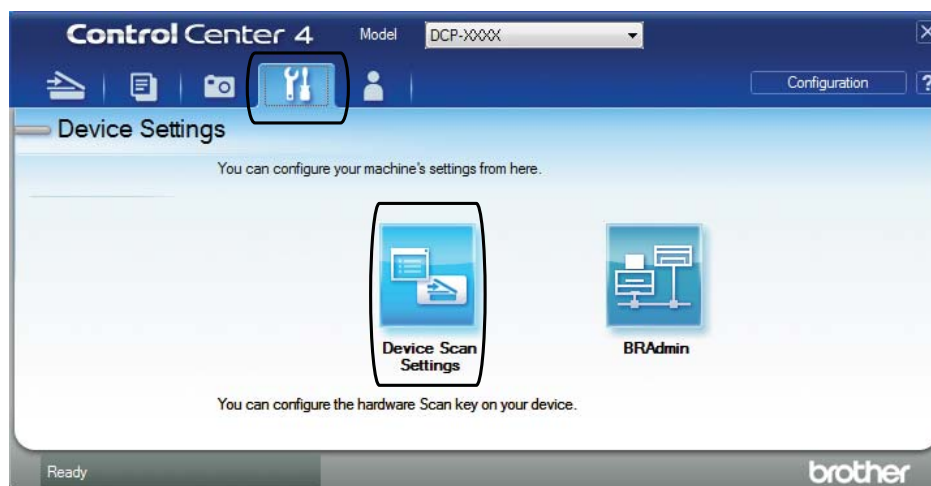 Control Center 4 Model DCP-XXXX
Configuration ?
Device Settings
You can configure your machine's settings from here.
Device Scan
Settings
BRAdmin
You can configure the hardware Scan key on your device.
Ready
brother